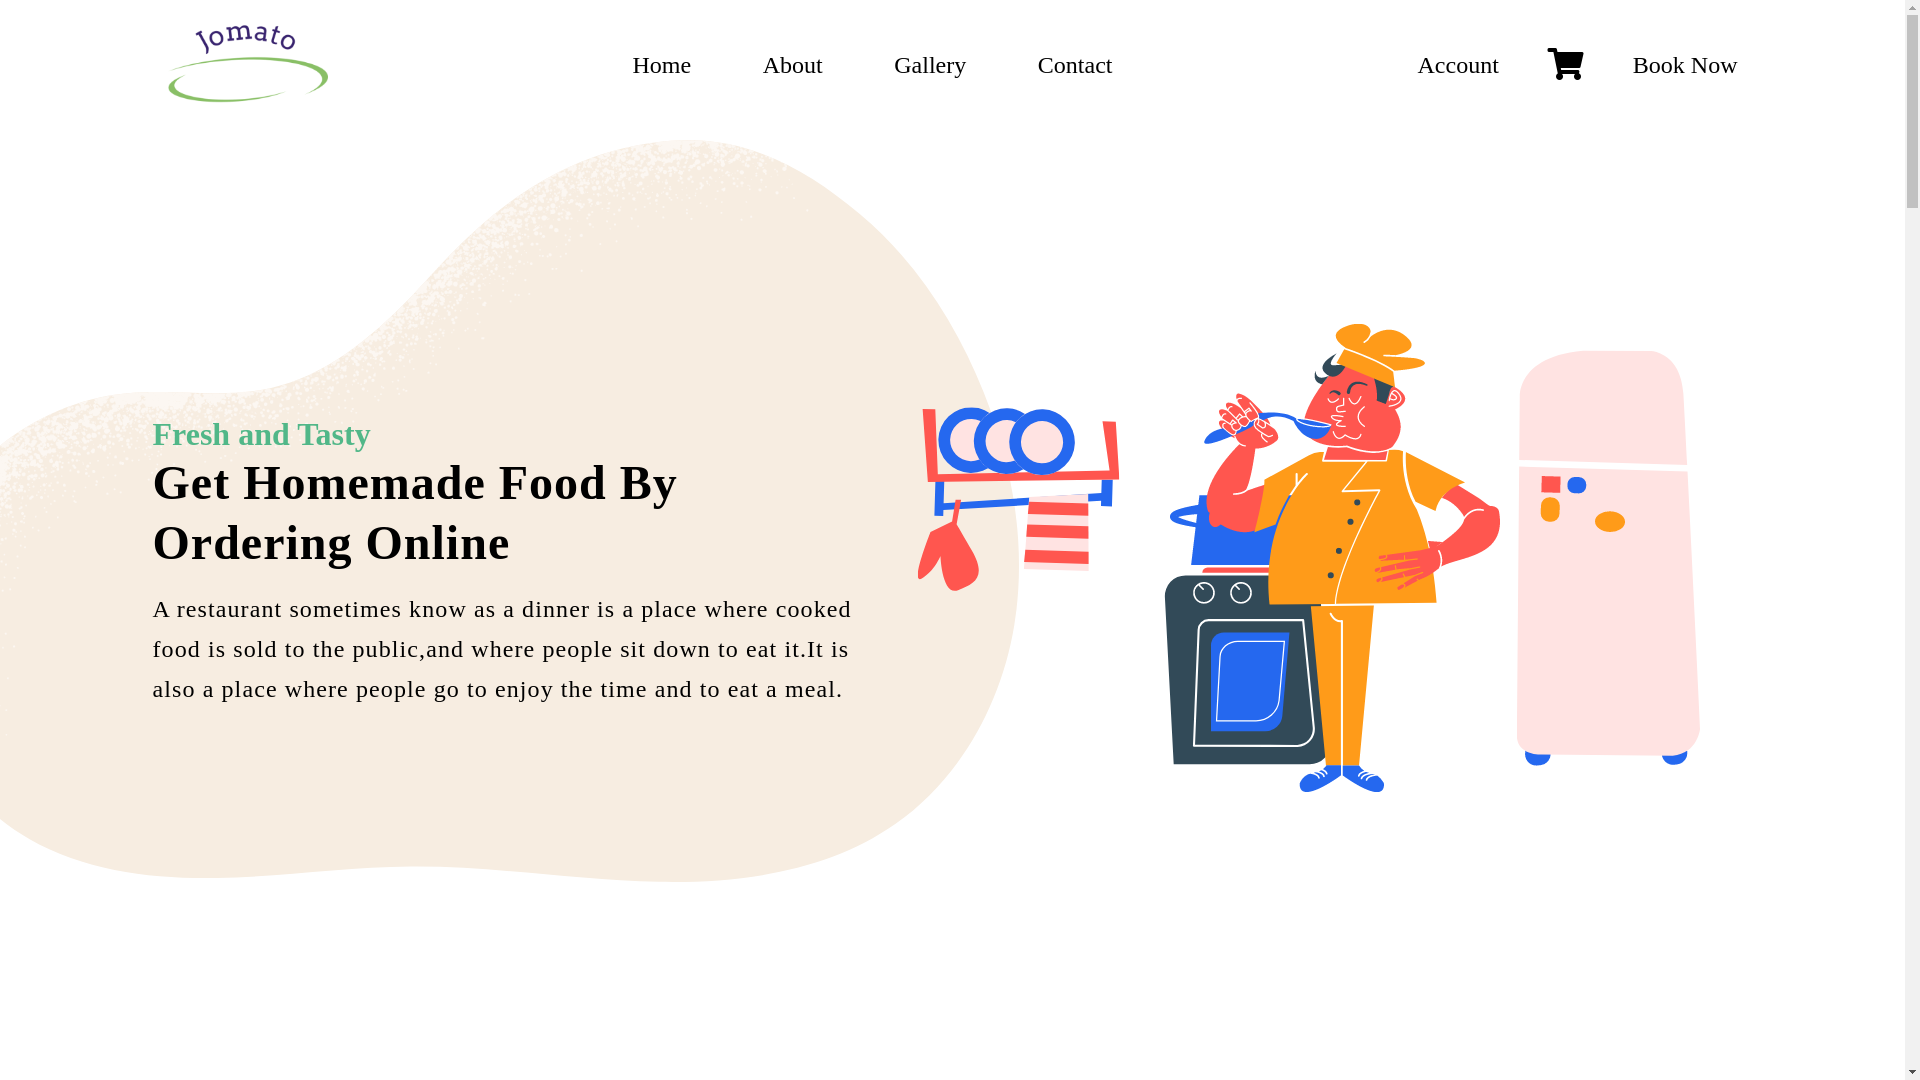 Jomato
Home About Gallery Contact Account Book Now
Fresh and Tasty
Get Homemade Food By
Ordering Online
A restaurant sometimes know as a dinner is a place where cooked
food is sold to the public,and where people sit down to eat it.It is
also a place where people go to enjoy the time and to eat a meal.